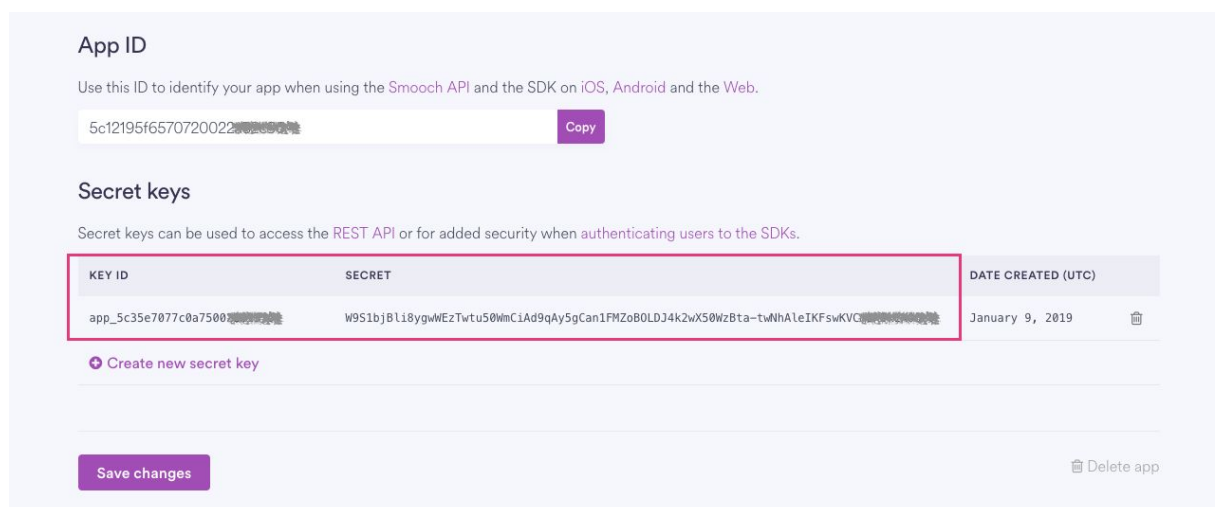 App ID
Use this ID to identify your app when using the Smooch API and the SDK on iOS, Android and the Web.
5c12195f6570720022
Copy
Secret keys
Secret keys can be used to access the REST API or for added security when authenticating users to the SDKs.
KEY ID SECRET DATE CREATED (UTC)
app_5c35e7077c0a7500 W9S1bjBli8ygwWEzTwtu50WmCiAd9qAy5gCan1FMZoBOLDJ4k2wX50WzBta-twNhAleIKFswKVC January 9, 2019
Create new secret key
Save changes
Delete app